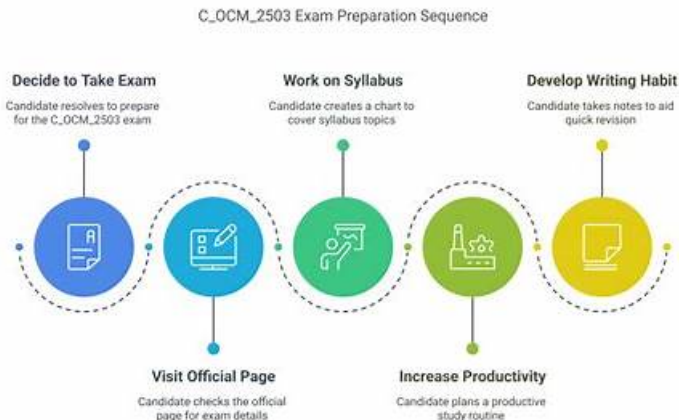 C_OCM_2503 Exam Preparation Sequence
Decide to Take Exam
Candidate resolves to prepare
for the C_OCM_2503 exam
Work on Syllabus
Candidate creates a chart to
cover syllabus topics
Develop Writing Habit
Candidate takes notes to aid
quick revision
A
Visit Official Page
Candidate checks the official
page for exam details
Increase Productivity
Candidate plans a productive
study routine